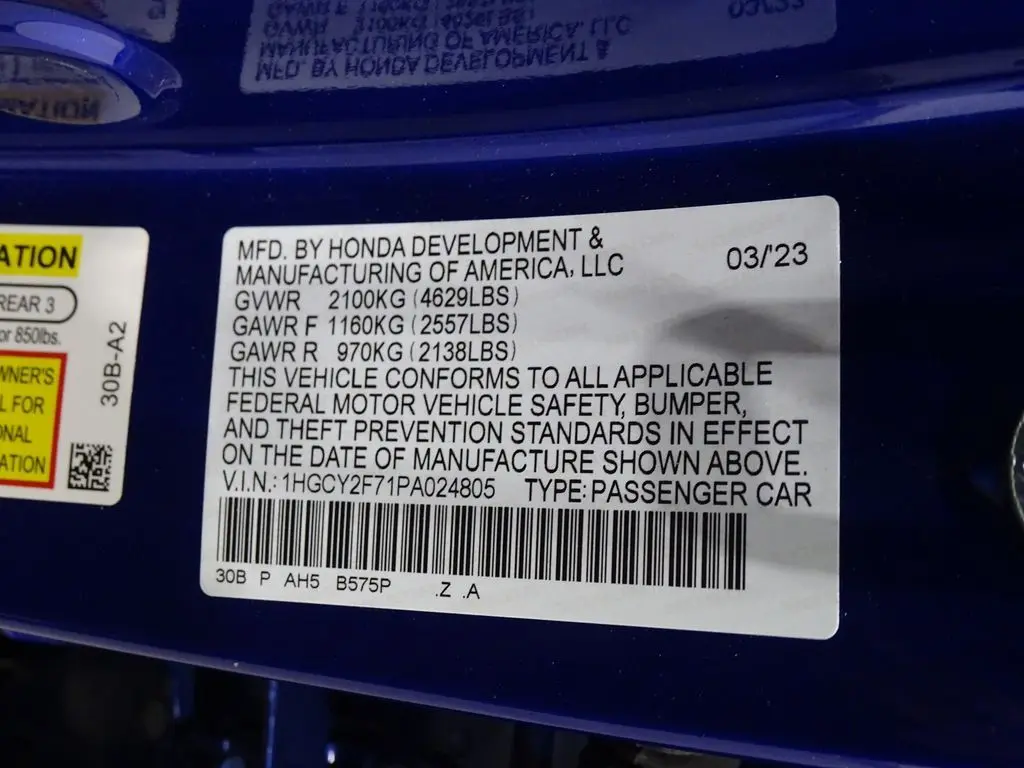 ATION
REAR 3
or 850lbs.
WNER'S
L FOR
ONAL
ATION
30B-A2
MFD. BY HONDA DEVELOPMENT &
MANUFACTURING OF AMERICA, LLC 03/'23
GVWR 2100KG (4629LBS)
GAWR F 1160KG (2557LBS)
GAWR R 970KG (2138LBS)
THIS VEHICLE CONFORMS TO ALL APPLICABLE
FEDERAL MOTOR VEHICLE SAFETY, BUMPER,
AND THEFT PREVENTION STANDARDS IN EFFECT
ON THE DATE OF MANUFACTURE SHOWN ABOVE.
V.I.N.: 1HGCY2F71PA024805 TYPE: PASSENGER CAR
30B P AH5 B575P .Z .A